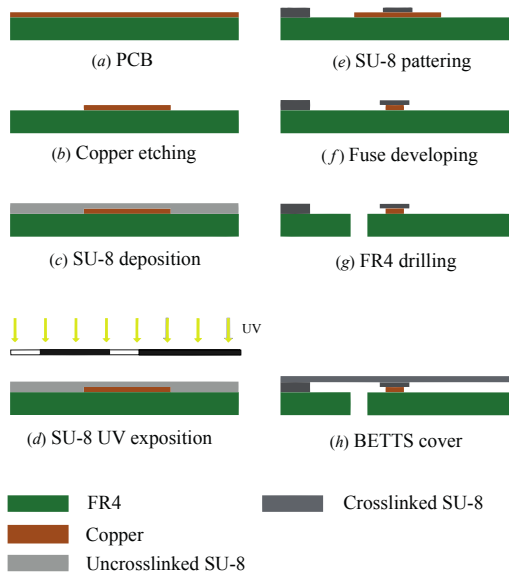 (a) PCB
(e) SU-8 pattering
(b) Copper etching
(f) Fuse developing
(c) SU-8 deposition
(g) FR4 drilling
UV
(d) SU-8 UV exposition
(h) BETTS cover
FR4
Crosslinked SU-8
Copper
Uncrosslinked SU-8